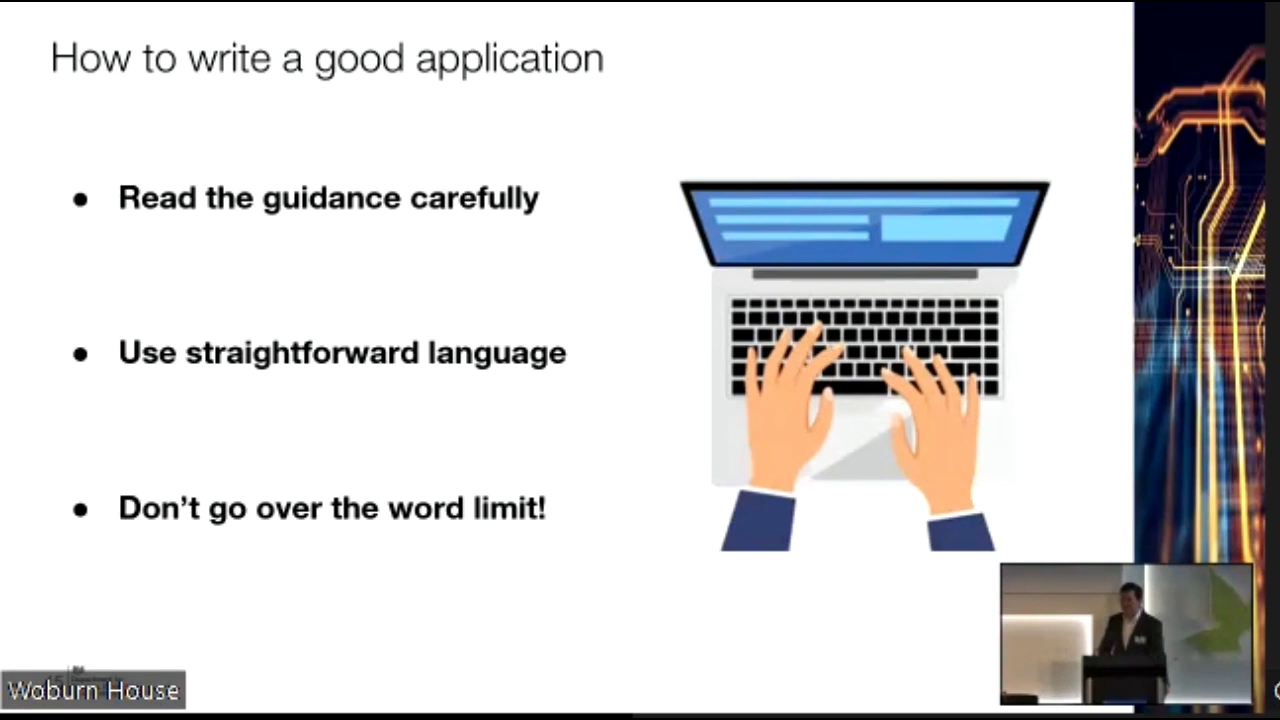 How to write a good application
● Read the guidance carefully
● Use straightforward language
● Don’t go over the word limit!
Woburn House